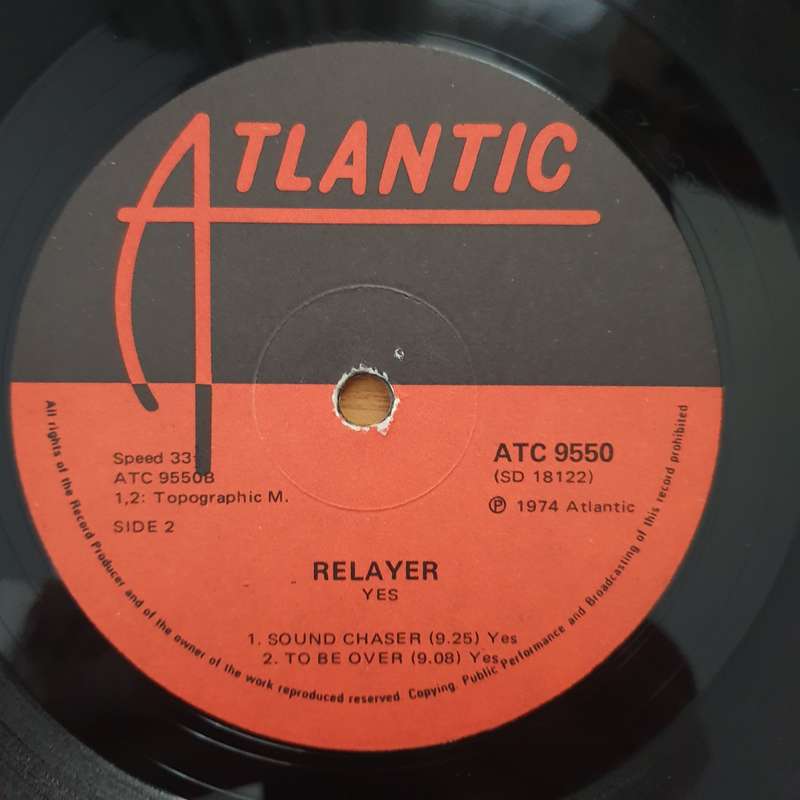 ATLANTIC
Speed 33⅓
ATC 9550B
1,2: Topographic M.
SIDE 2
ATC 9550
(SD 18122)
Ⓟ 1974 Atlantic
RELAYER
YES
1. SOUND CHASER (9.25) Yes
2. TO BE OVER (9.08) Yes
All rights of the Record Producer and of the owner of the work reproduced reserved. Copying, Public Performance and Broadcasting of this record prohibited